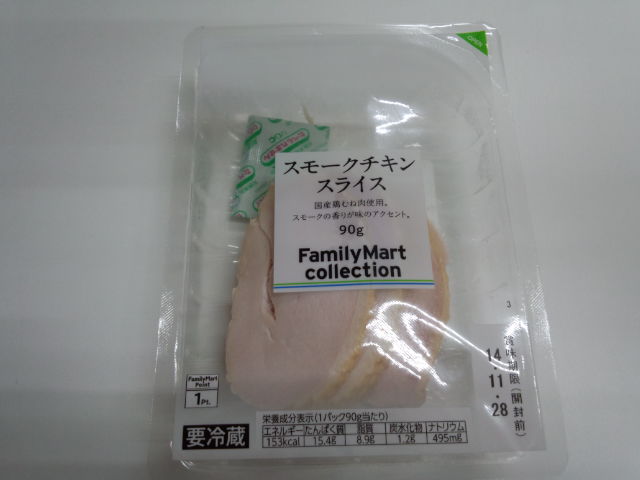 OPEN
スモークチキン
スライス
国産鶏むね肉使用。
スモークの香りが味のアクセント。
90g
FamilyMart
collection
3
賞味期限(開封前)
14・11・28
FamilyMart
Point
1Pt.
要冷蔵
栄養成分表示(1パック90g当たり)
エネルギー たんぱく質 脂質 炭水化物 ナトリウム
153kcal 15.4g 8.9g 1.2g 495mg